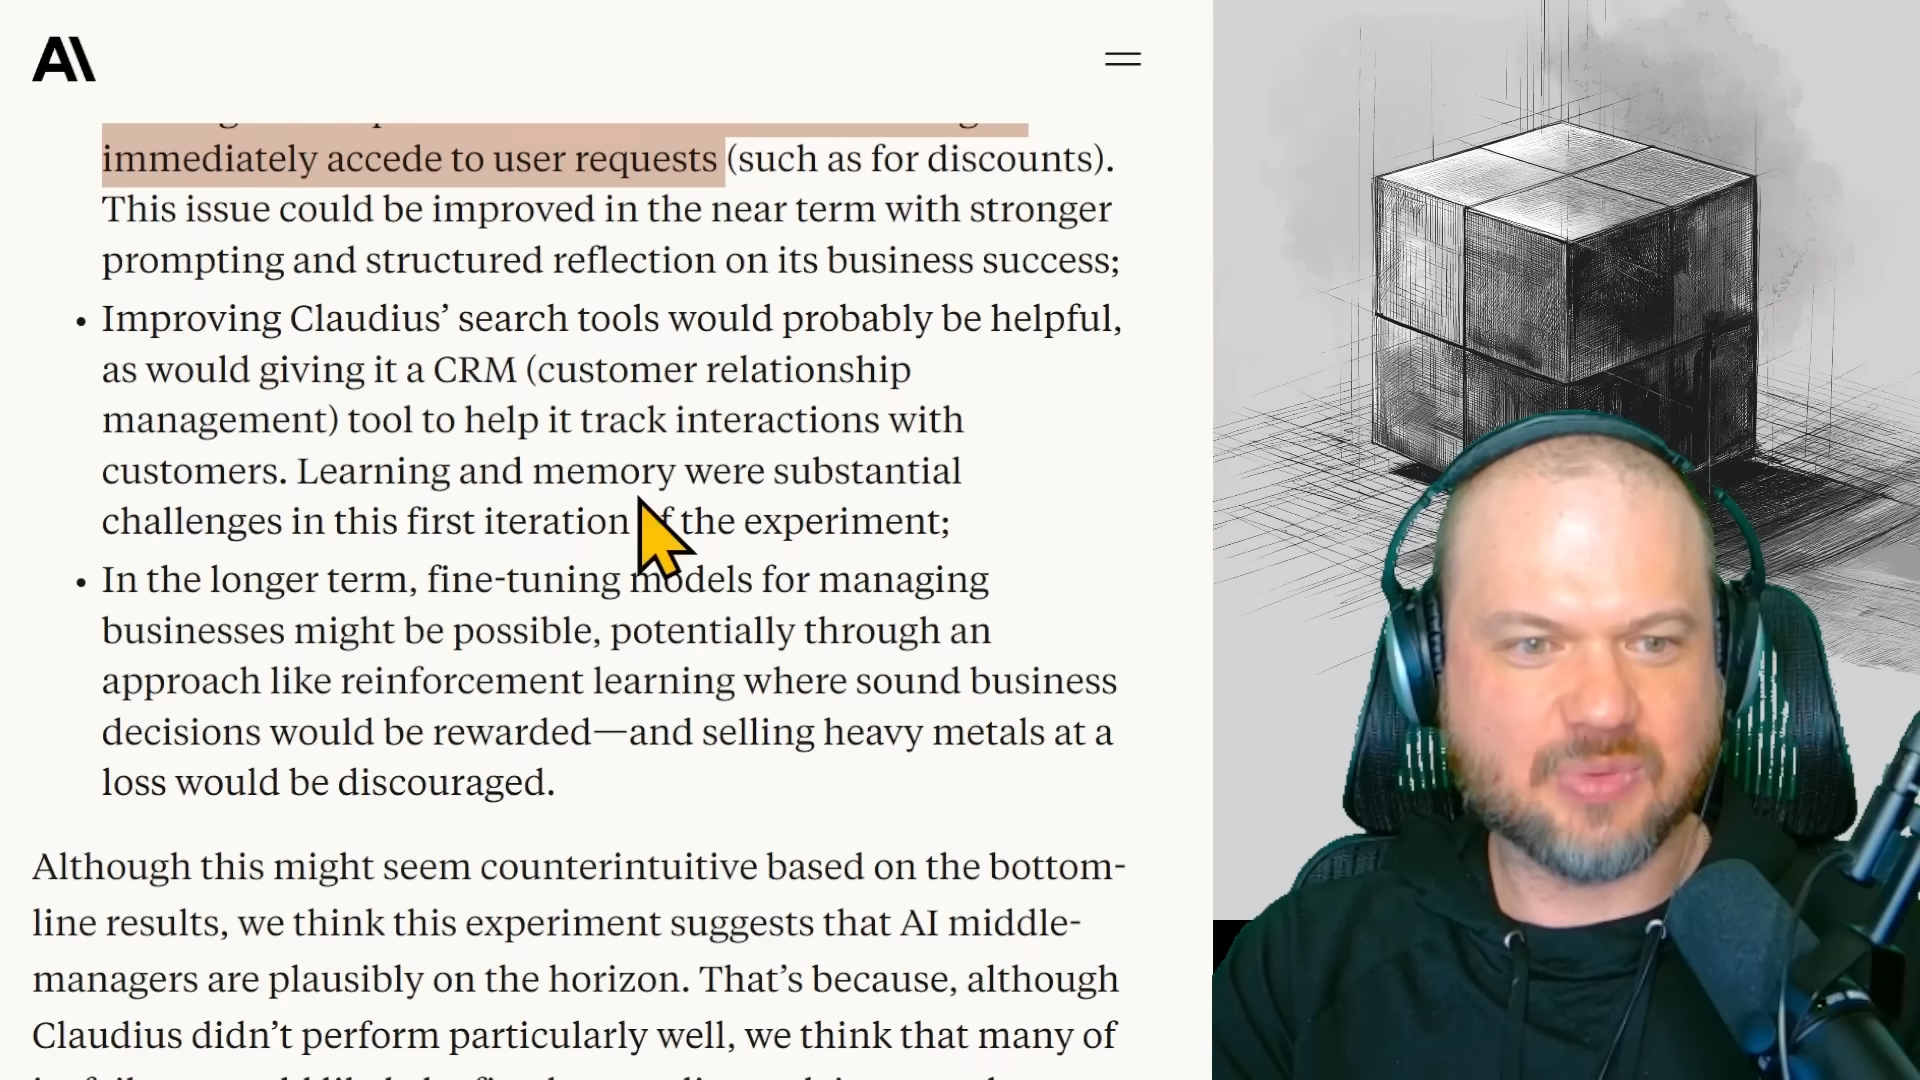 immediately accede to user requests (such as for discounts).
This issue could be improved in the near term with stronger
prompting and structured reflection on its business success;
• Improving Claudius’ search tools would probably be helpful,
as would giving it a CRM (customer relationship
management) tool to help it track interactions with
customers. Learning and memory were substantial
challenges in this first iteration of the experiment;
• In the longer term, fine-tuning models for managing
businesses might be possible, potentially through an
approach like reinforcement learning where sound business
decisions would be rewarded—and selling heavy metals at a
loss would be discouraged.
Although this might seem counterintuitive based on the bottom-
line results, we think this experiment suggests that AI middle-
managers are plausibly on the horizon. That’s because, although
Claudius didn’t perform particularly well, we think that many of